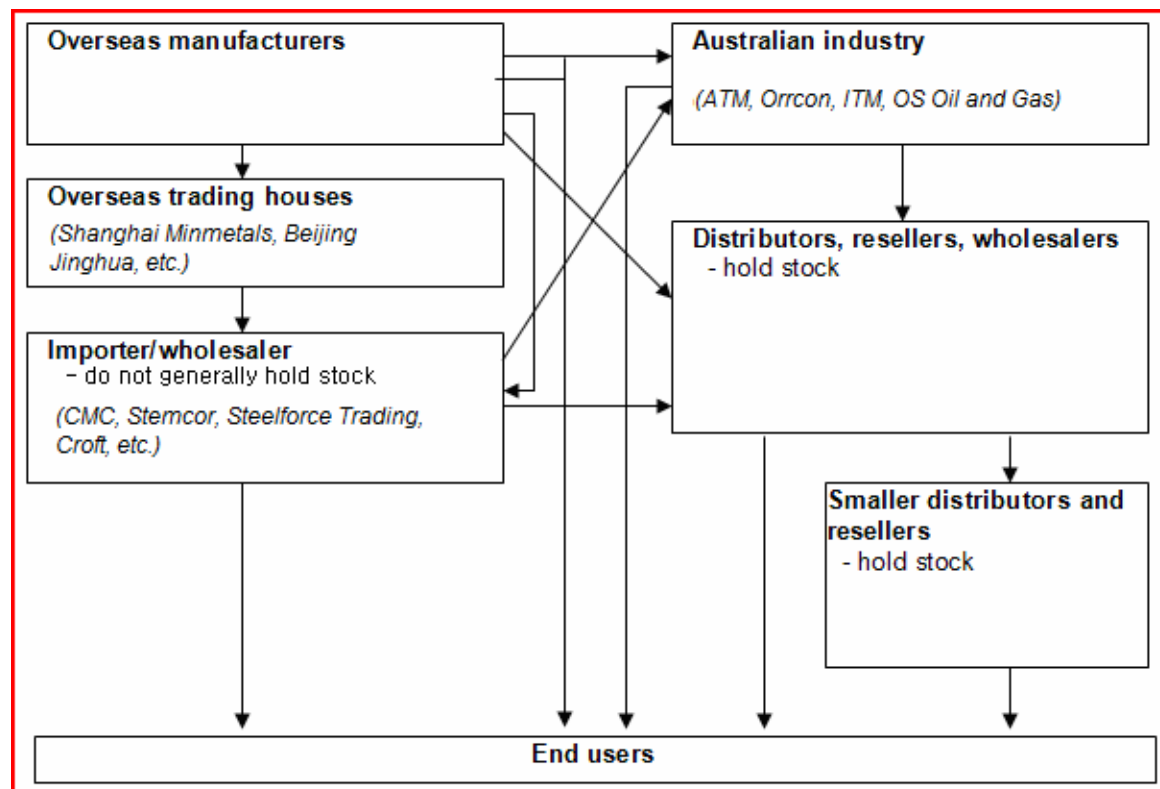 Overseas manufacturers
Australian industry
(ATM, Orrcon, ITM, OS Oil and Gas)
Overseas trading houses
(Shanghai Minmetals, Beijing
Jinghua, etc.)
Distributors, resellers, wholesalers
- hold stock
Importer/wholesaler
– do not generally hold stock
(CMC, Stemcor, Steelforce Trading,
Croft, etc.)
Smaller distributors and
resellers
- hold stock
End users